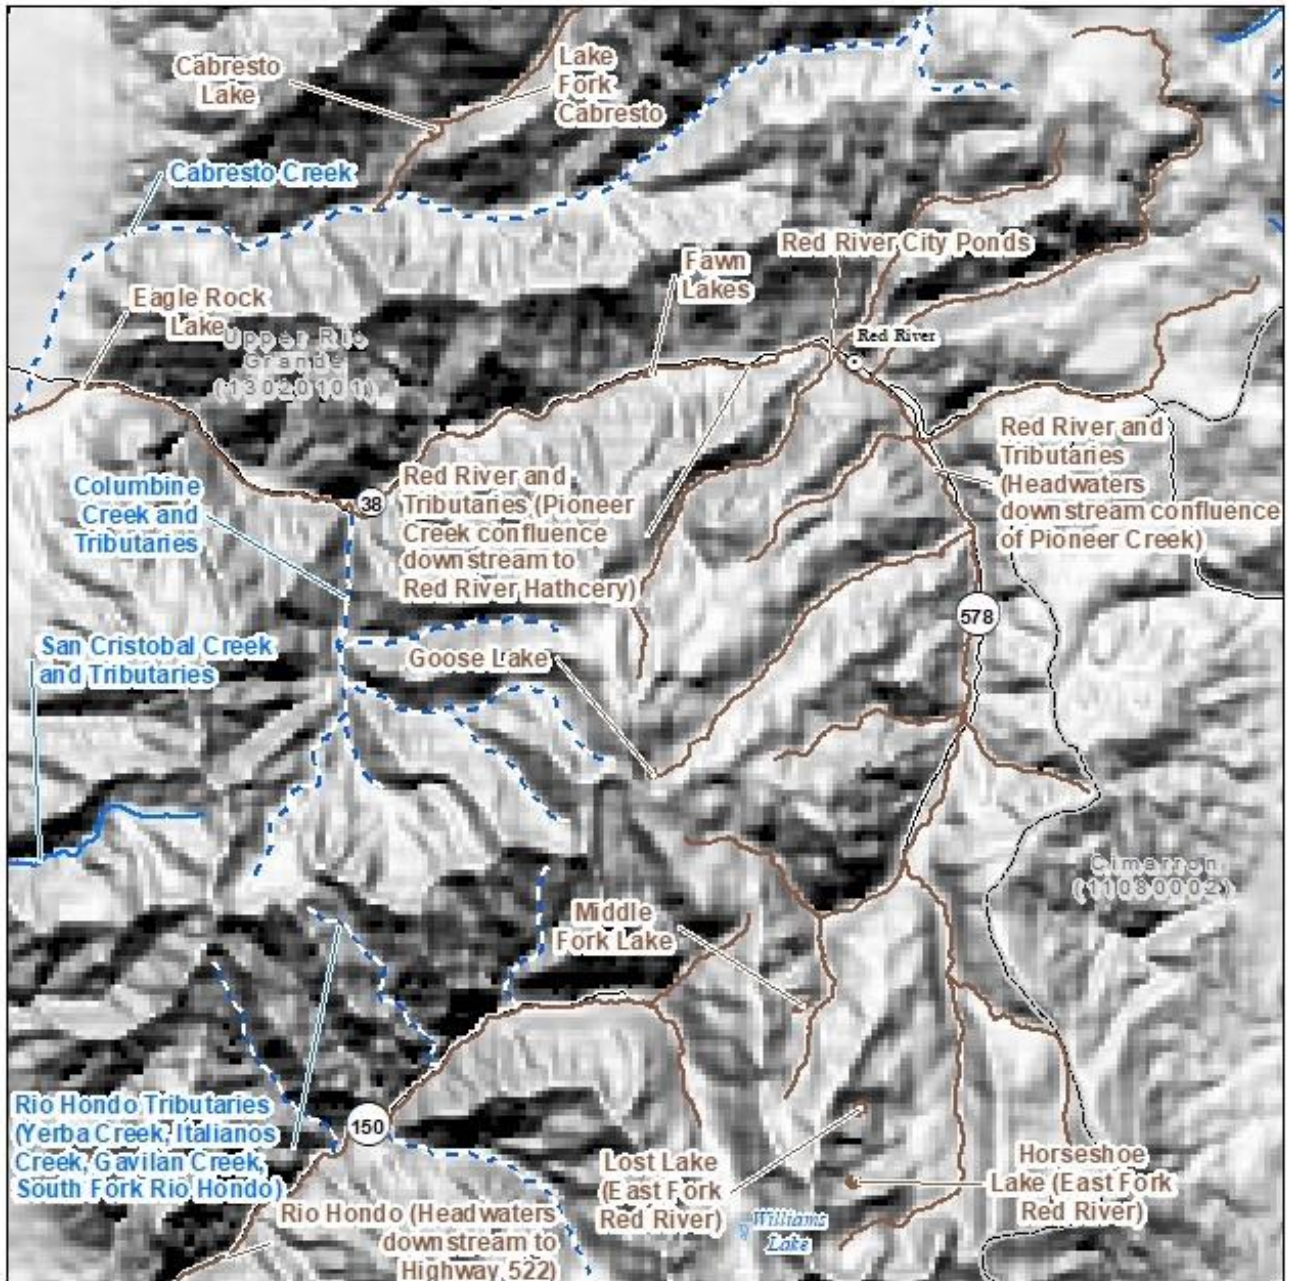 Cabresto
Lake
Lake
Fork
Cabresto
Cabresto Creek
Red River City Ponds
Fawn
Lakes
Eagle Rock
Lake
Upper Rio
Grande
(13020101)
Red River
Red River and
Tributaries
(Headwaters
downstream confluence
of Pioneer Creek)
Columbine
Creek and
Tributaries
38
Red River and
Tributaries (Pioneer
Creek confluence
downstream to
Red River Hathcery)
578
San Cristobal Creek
and Tributaries
Goose Lake
Cimarron
(11080002)
Middle
Fork Lake
Rio Hondo Tributaries
(Yerba Creek, Italianos
Creek, Gavilan Creek,
South Fork Rio Hondo)
150
Lost Lake
(East Fork
Red River)
Horseshoe
Lake (East Fork
Red River)
Rio Hondo (Headwaters
downstream to
Highway 522)
Williams
Lake